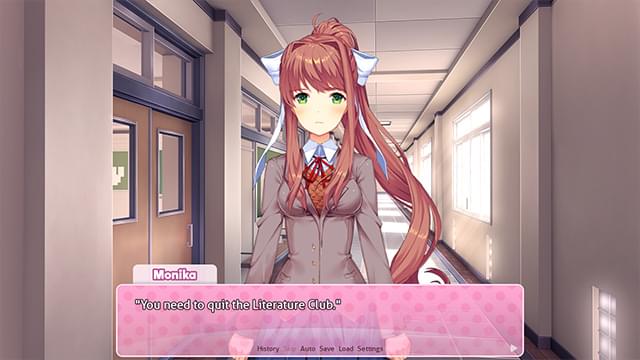 Monika
"You need to quit the Literature Club."
History Skip Auto Save Load Settings